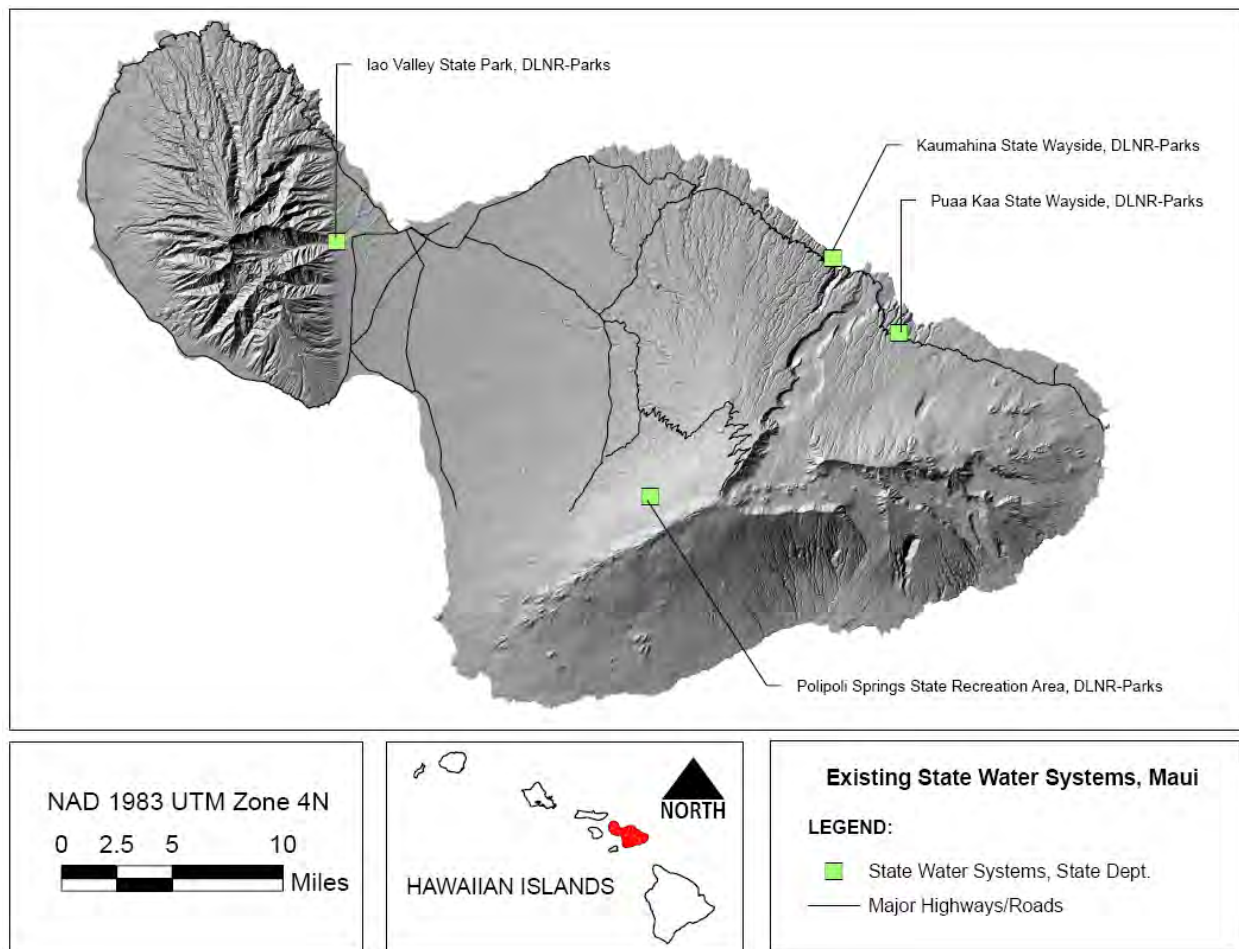 Iao Valley State Park, DLNR-Parks
Kaumahina State Wayside, DLNR-Parks
Puaa Kaa State Wayside, DLNR-Parks
Polipoli Springs State Recreation Area, DLNR-Parks
NAD 1983 UTM Zone 4N
0 2.5 5 10
Miles
NORTH
HAWAIIAN ISLANDS
Existing State Water Systems, Maui
LEGEND:
State Water Systems, State Dept.
Major Highways/Roads